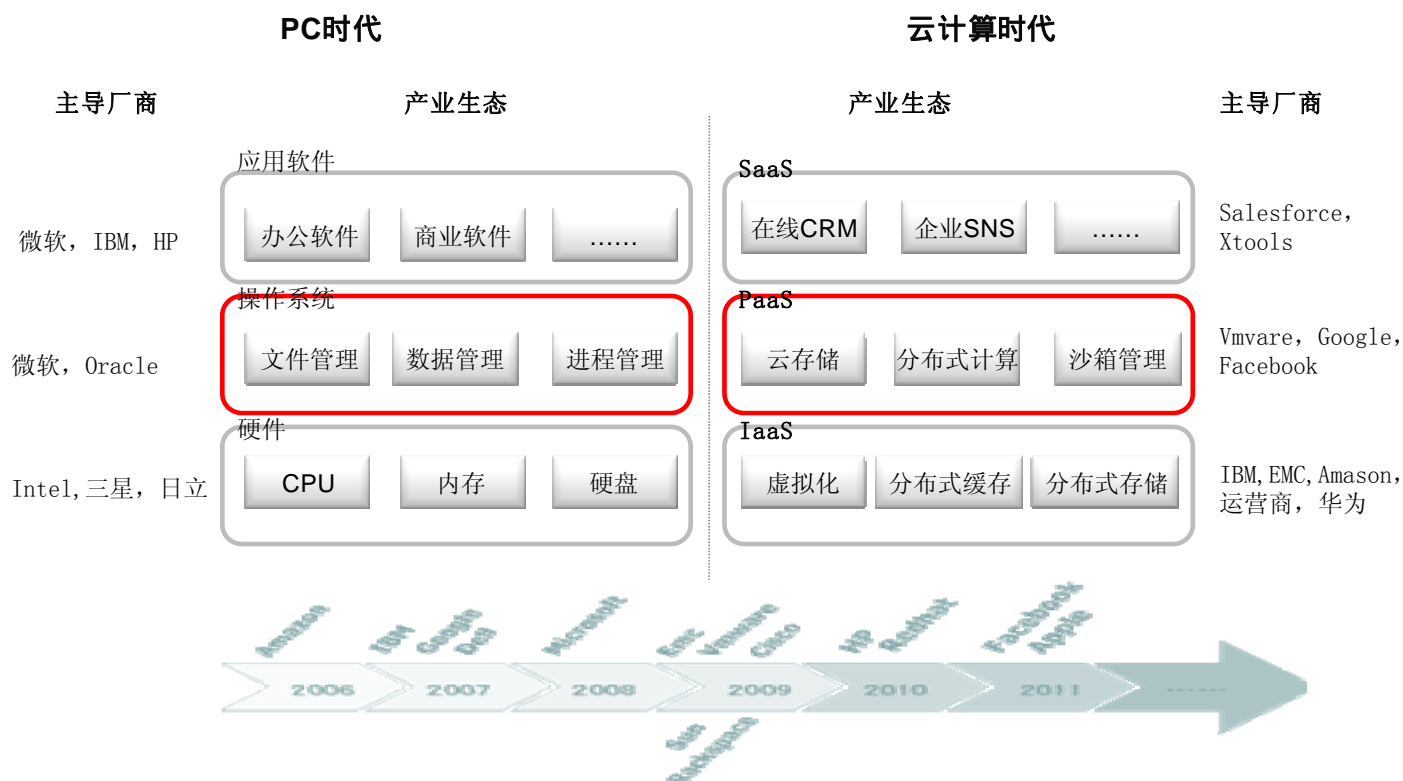 PC时代
云计算时代
主导厂商
产业生态
产业生态
主导厂商
应用软件
办公软件
商业软件
......
微软，IBM，HP
SaaS
在线CRM
企业SNS
......
Salesforce，
Xtools
操作系统
文件管理
数据管理
进程管理
微软，Oracle
PaaS
云存储
分布式计算
沙箱管理
Vmvare，Google，
Facebook
硬件
CPU
内存
硬盘
Intel,三星，日立
IaaS
虚拟化
分布式缓存
分布式存储
IBM,EMC,Amason，
运营商，华为
IBM
Google
Dell
Microsoft
Vmware
Cisco
HP
Facebook
Apple
2006
2007
2008
2009
2010
2011
......
Sun
Rackspace